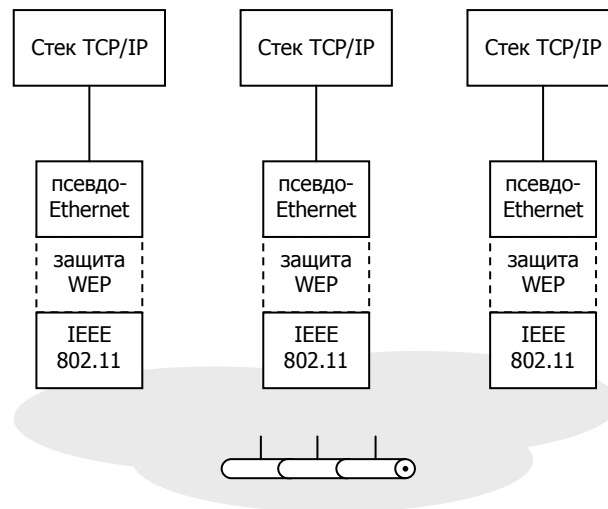 Стек TCP/IP
Стек TCP/IP
Стек TCP/IP
псевдо-
Ethernet
псевдо-
Ethernet
псевдо-
Ethernet
защита
WEP
защита
WEP
защита
WEP
IEEE
802.11
IEEE
802.11
IEEE
802.11